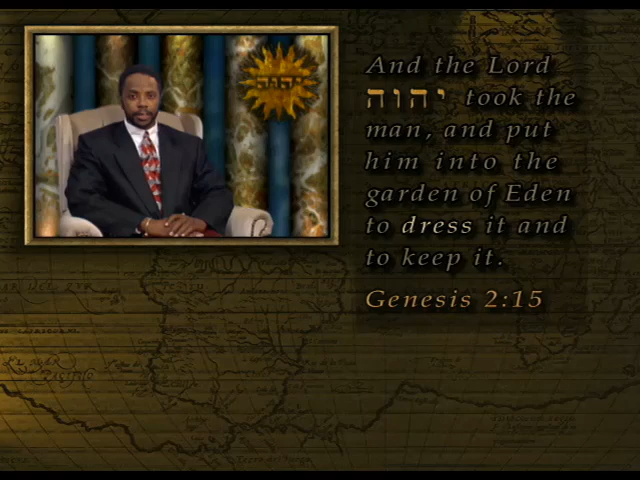 יהוה
And the Lord
יהוה took the
man, and put
him into the
garden of Eden
to dress it and
to keep it.
Genesis 2:15